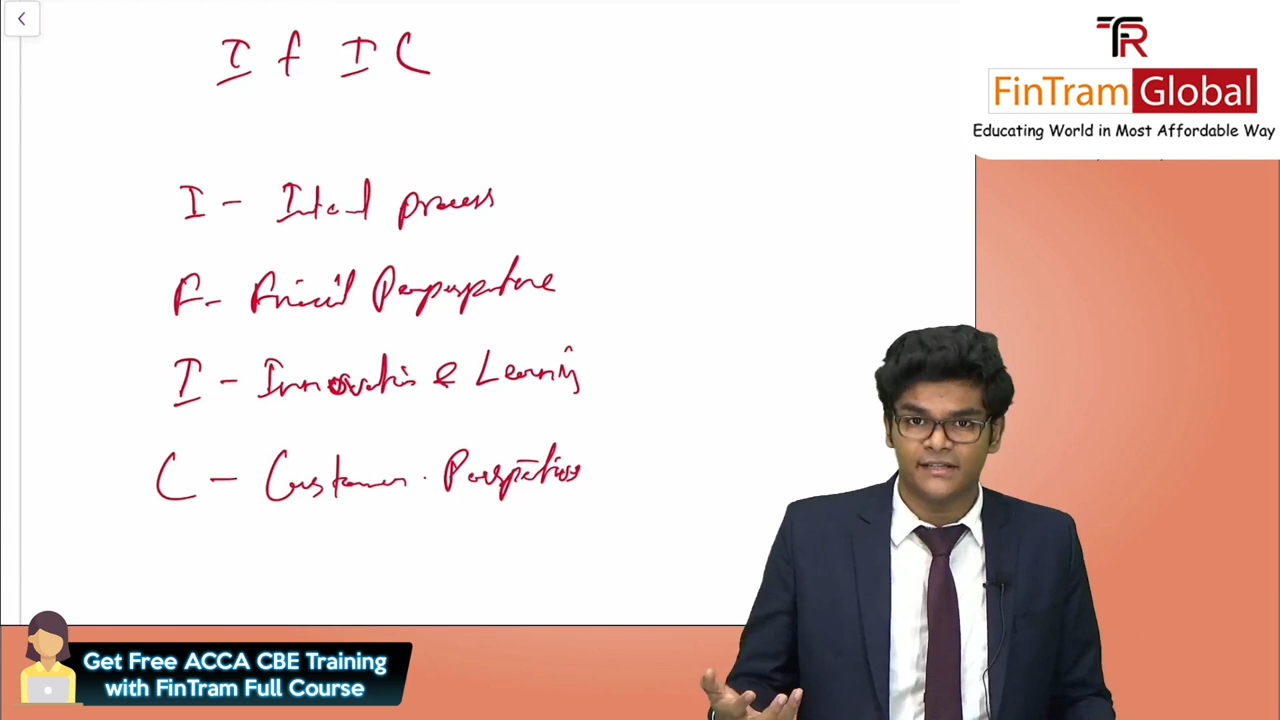 I F I C
TR
FinTram Global
Educating World in Most Affordable Way
I - Internal process
F - Financial Perspective
I - Innovation & Learning
C - Customer. Perspective
Get Free ACCA CBE Training
with FinTram Full Course